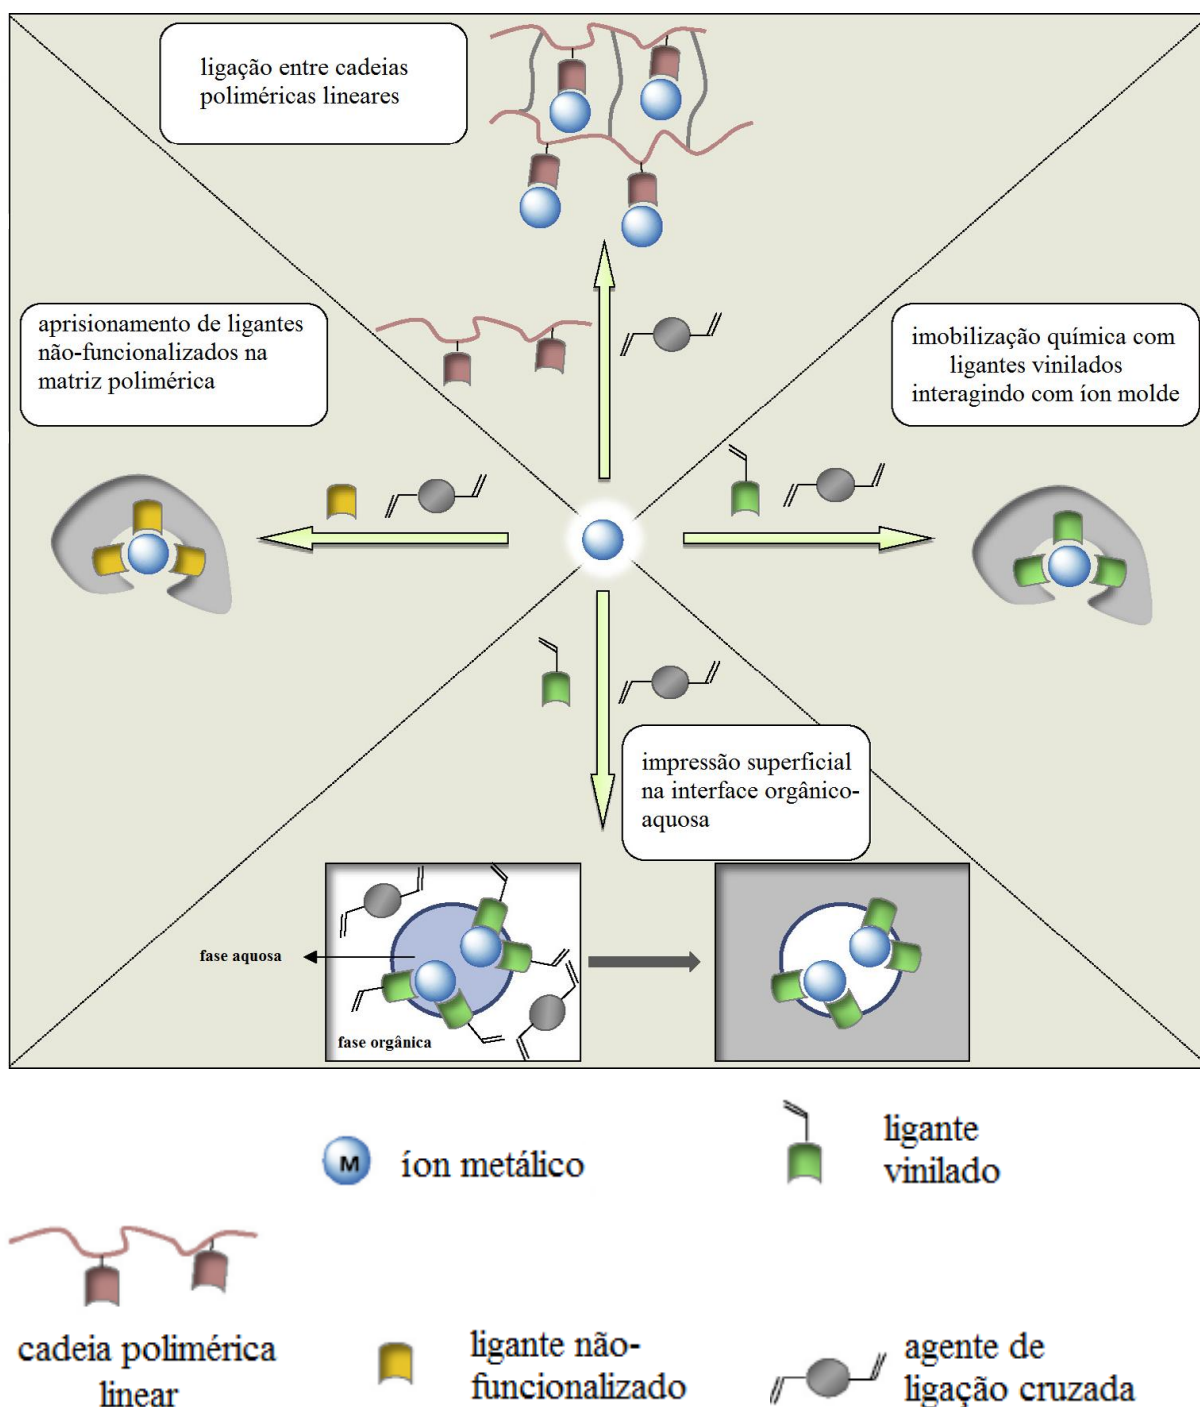 ligação entre cadeias
poliméricas lineares
aprisionamento de ligantes
não-funcionalizados na
matriz polimérica
imobilização química com
ligantes vinilados
interagindo com íon molde
impressão superficial
na interface orgânico-
aquosa
fase aquosa
fase orgânica
M
íon metálico
ligante
vinilado
cadeia polimérica
linear
ligante não-
funcionalizado
agente de
ligação cruzada